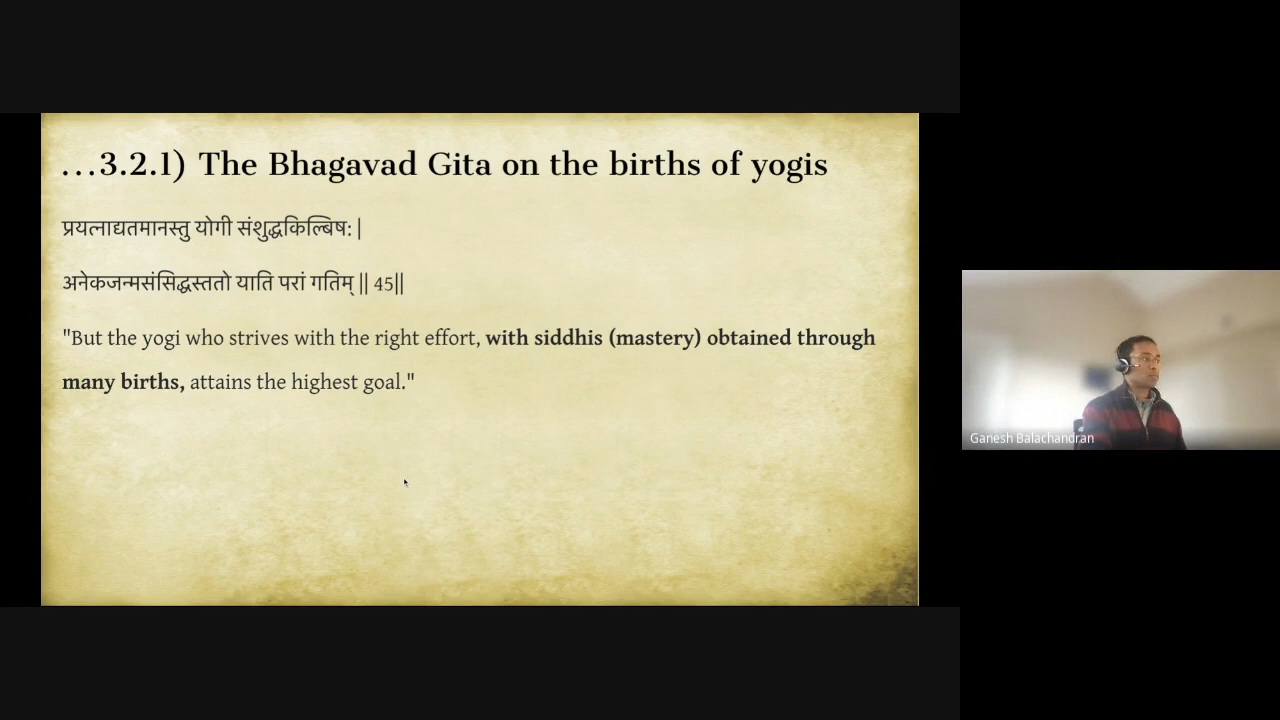 ...3.2.1) The Bhagavad Gita on the births of yogis
प्रयत्नाद्यतमानस्तु योगी संशुद्धकिल्बिष: |
अनेकजन्मसंसिद्धस्ततो याति परां गतिम् || 45||
"But the yogi who strives with the right effort, with siddhis (mastery) obtained through
many births, attains the highest goal."
Ganesh Balachandran